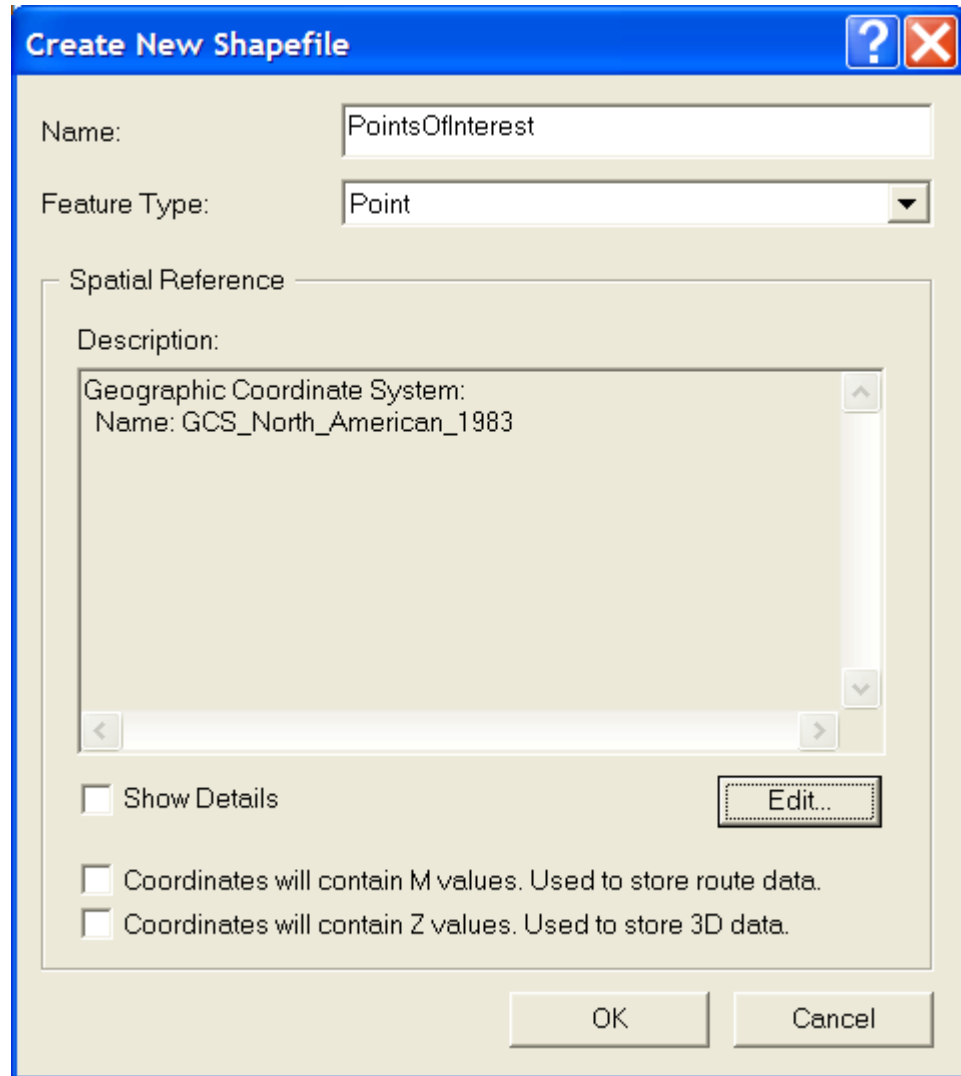 Create New Shapefile
Name: PointsOfInterest
Feature Type: Point
Spatial Reference
Description:
Geographic Coordinate System:
Name: GCS_North_American_1983
Show Details
Edit...
Coordinates will contain M values. Used to store route data.
Coordinates will contain Z values. Used to store 3D data.
OK Cancel